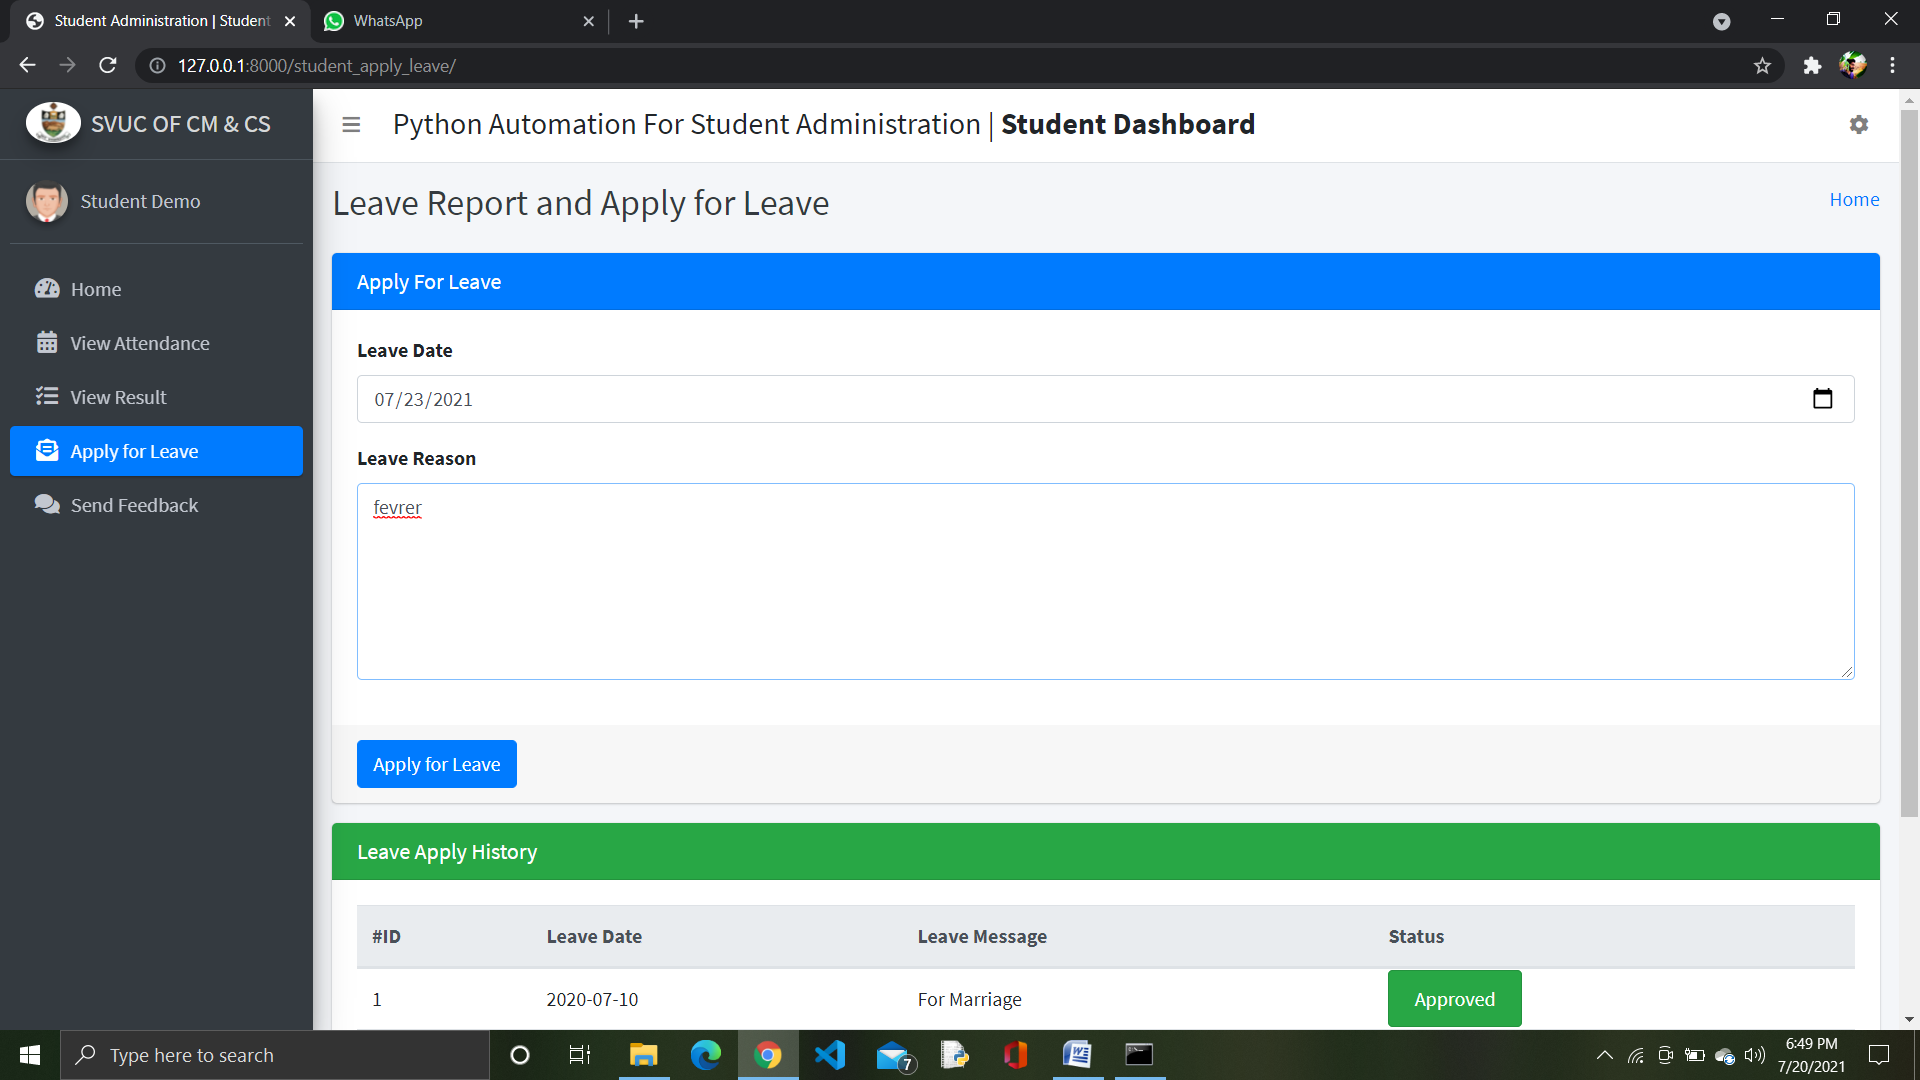 Student Administration | Student
WhatsApp
127.0.0.1:8000/student_apply_leave/
SVUC OF CM & CS
Python Automation For Student Administration | Student Dashboard
Student Demo
Leave Report and Apply for Leave
Home
Home
View Attendance
View Result
Apply for Leave
Send Feedback
Apply For Leave
Leave Date
07/23/2021
Leave Reason
fevrer
Apply for Leave
Leave Apply History
#ID Leave Date Leave Message Status
1 2020-07-10 For Marriage Approved
Type here to search
7
6:49 PM
7/20/2021